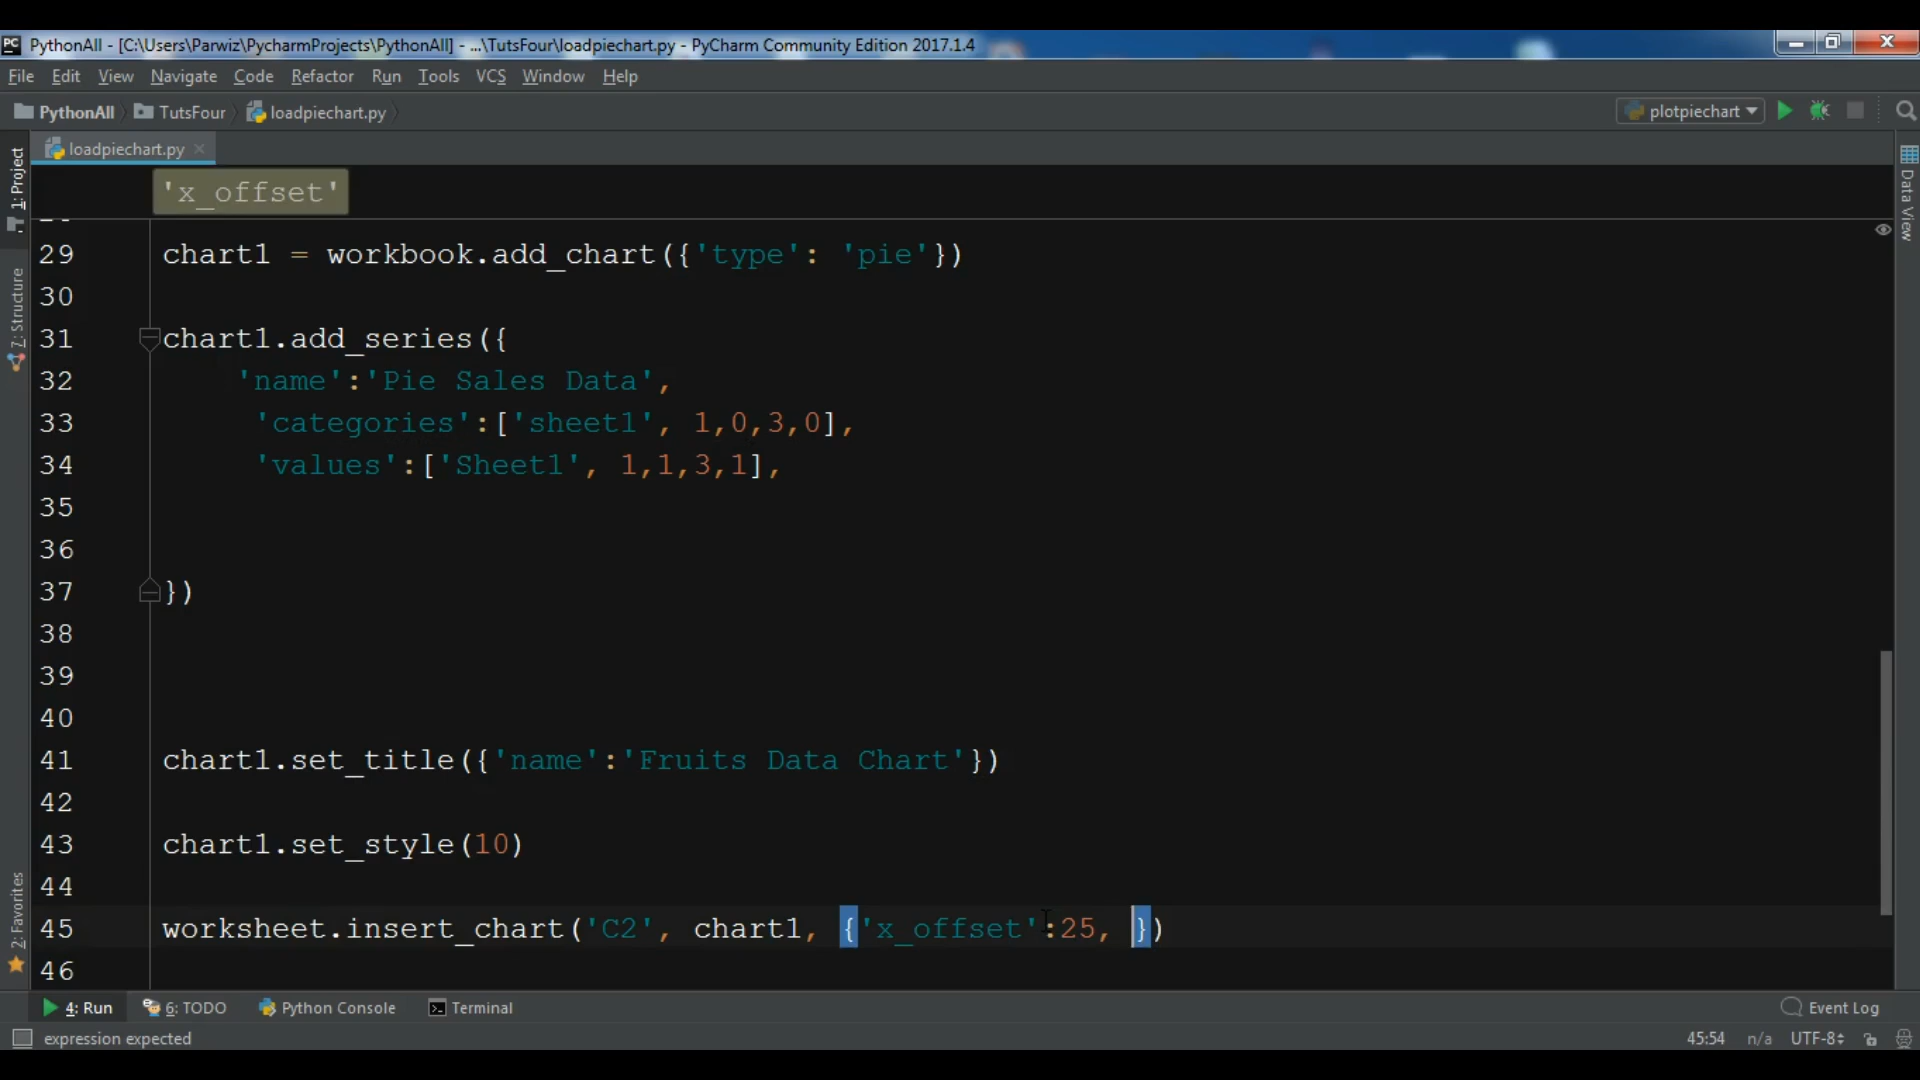 PythonAll - [C:\Users\Parwiz\PycharmProjects\PythonAll] - ...\TutsFour\loadpiechart.py - PyCharm Community Edition 2017.1.4
File Edit View Navigate Code Refactor Run Tools VCS Window Help
PythonAll TutsFour loadpiechart.py plotpiechart
loadpiechart.py
'x_offset'
29 chart1 = workbook.add_chart({'type': 'pie'})
30
31 chart1.add_series({
32 'name':'Pie Sales Data',
33 'categories':['sheet1', 1,0,3,0],
34 'values':['Sheet1', 1,1,3,1],
35
36
37 })
38
39
40
41 chart1.set_title({'name':'Fruits Data Chart'})
42
43 chart1.set_style(10)
44
45 worksheet.insert_chart('C2', chart1, {'x_offset':25, })
46
1: Project
7: Structure
2: Favorites
Data View
4: Run 6: TODO Python Console Terminal Event Log
expression expected 45:54 n/a UTF-8